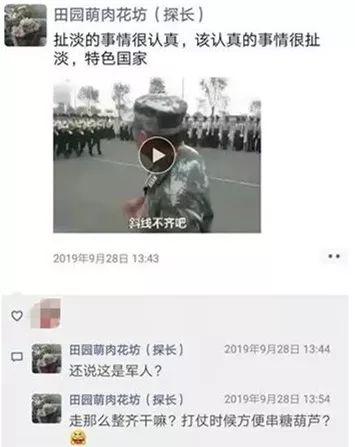 田园萌肉花坊（探长）
扯淡的事情很认真，该认真的事情很扯
淡，特色国家
斜线不齐吧
2019年9月28日 13:43
田园萌肉花坊（探长） 2019年9月28日 13:44
还说这是军人？
田园萌肉花坊（探长） 2019年9月28日 13:54
走那么整齐干嘛？打仗时候方便串糖葫芦？